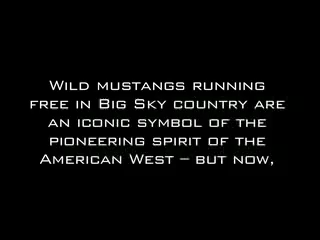 Wild mustangs running
free in Big Sky country are
an iconic symbol of the
pioneering spirit of the
American West – but now,